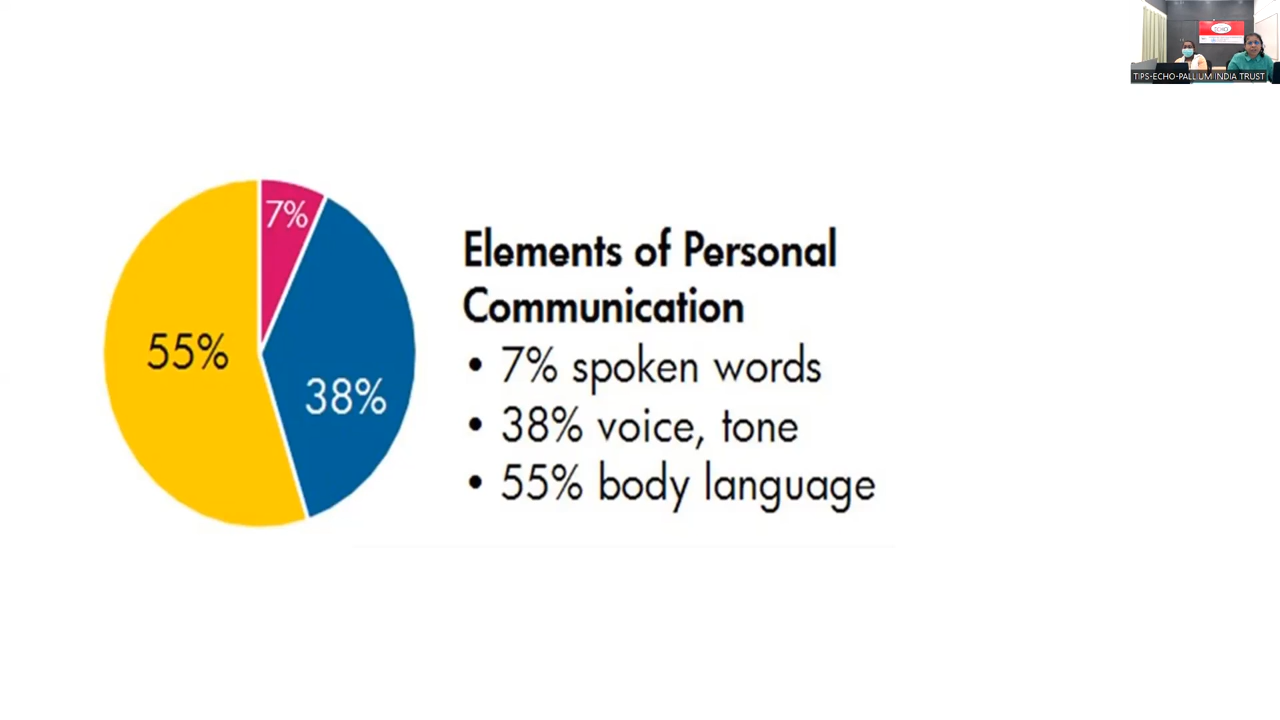 TIPS-ECHO-PALLIUM INDIA TRUST
7%
55%
38%
Elements of Personal
Communication
• 7% spoken words
• 38% voice, tone
• 55% body language